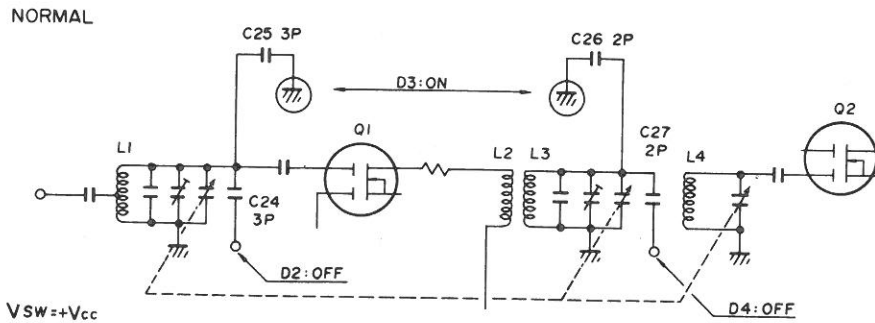 NORMAL
C25 3P
C26 2P
D3:ON
Q2
Q1
C27
2P
L1
L2
L3
L4
C24
3P
D2:OFF
D4:OFF
VSW=+Vcc